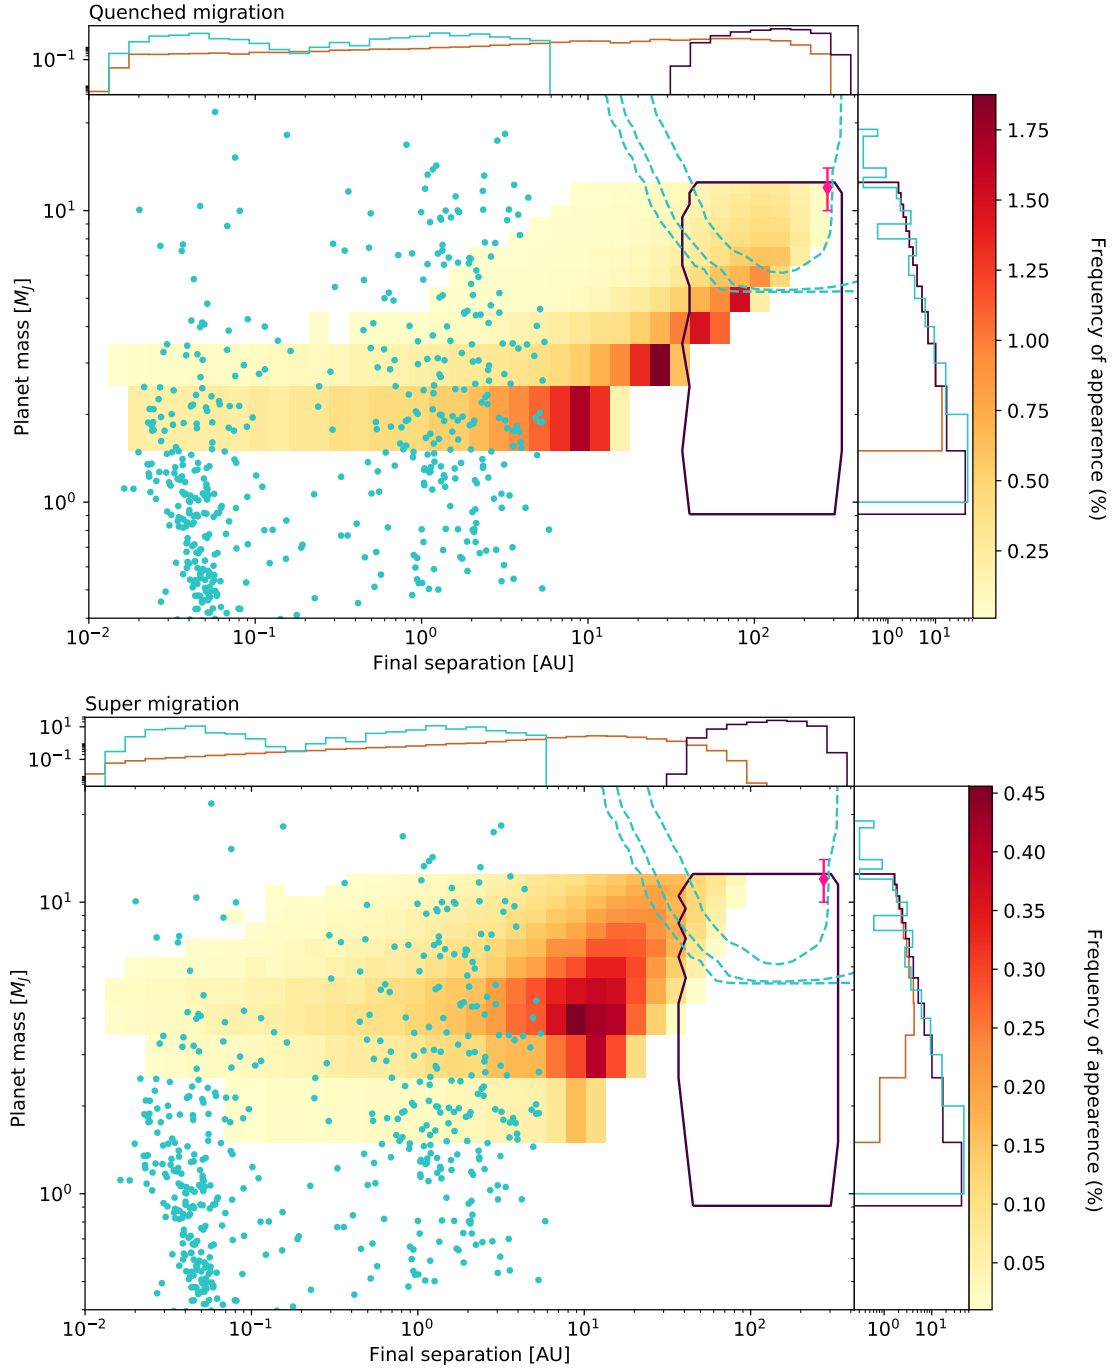 Quenched migration
10⁻¹
1.75
1.50
1.25
1.00
0.75
0.50
0.25
Frequency of appearence (%)
Planet mass [M_J]
10¹
10⁰
10⁻² 10⁻¹ 10⁰ 10¹ 10² 10⁰ 10¹
Final separation [AU]
Super migration
10¹
10⁻¹
0.45
0.40
0.35
0.30
0.25
0.20
0.15
0.10
0.05
Frequency of appearence (%)
Planet mass [M_J]
10¹
10⁰
10⁻² 10⁻¹ 10⁰ 10¹ 10² 10⁰ 10¹
Final separation [AU]